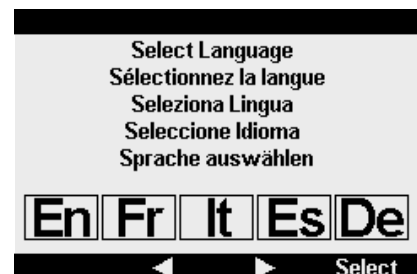 Select Language
Sélectionnez la langue
Seleziona Lingua
Seleccione Idioma
Sprache auswählen
En Fr It Es De
Select